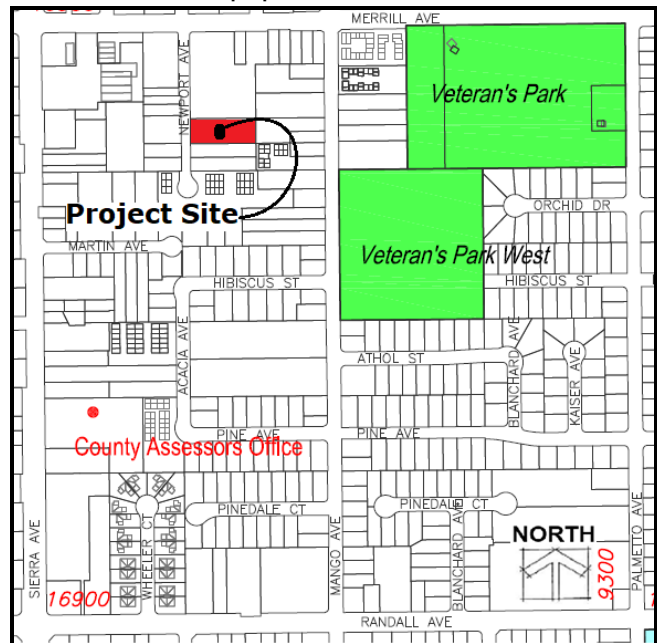 MERRILL AVE
NEWPORT AVE
Veteran's Park
Project Site
ORCHID DR
MARTIN AVE
Veteran's Park West
HIBISCUS ST
HIBISCUS ST
ACACIA AVE
ATHOL ST
BLANCHARD AVE
KAISER AVE
PINE AVE
PINE AVE
County Assessors Office
SIERRA AVE
WHEELER CT
PINEDALE CT
MANGO AVE
PINEDALE CT
BLANCHARD AVE
NORTH
9300
PALMETTO AVE
16900
RANDALL AVE